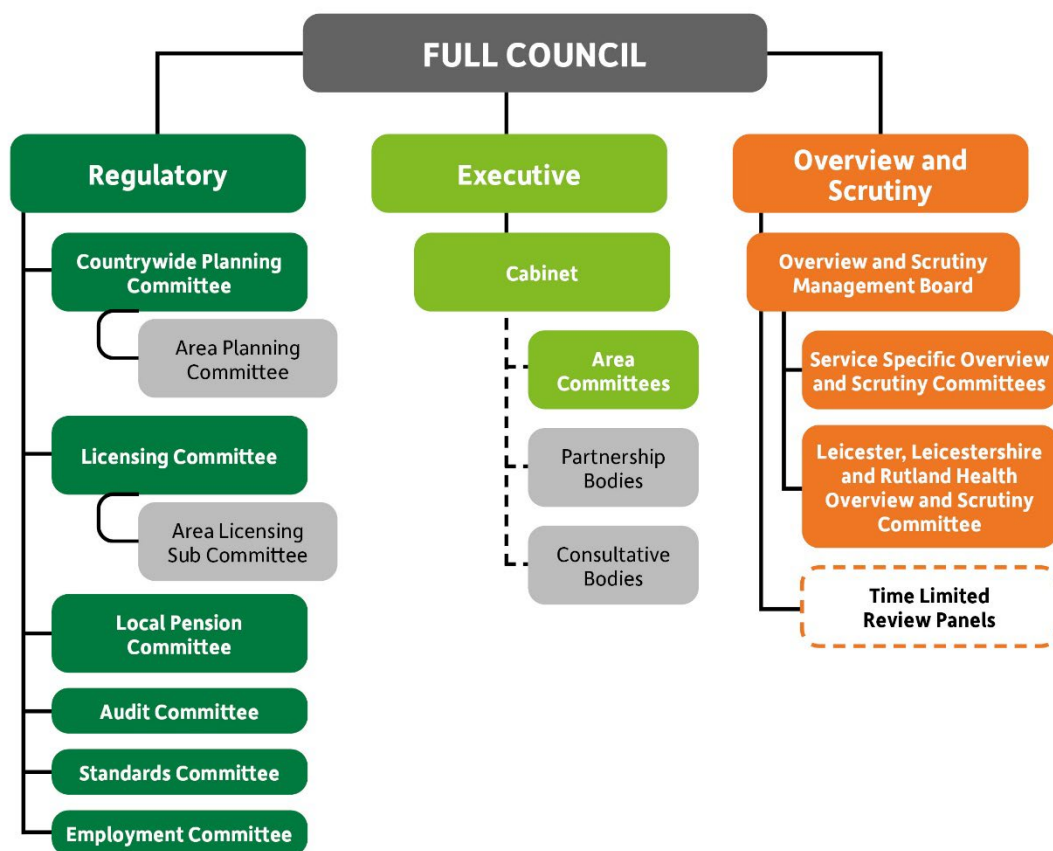 FULL COUNCIL
Regulatory
Countrywide Planning
Committee
Area Planning
Committee
Licensing Committee
Area Licensing
Sub Committee
Local Pension
Committee
Audit Committee
Standards Committee
Employment Committee
Executive
Cabinet
Area
Committees
Partnership
Bodies
Consultative
Bodies
Overview and
Scrutiny
Overview and Scrutiny
Management Board
Service Specific Overview
and Scrutiny Committees
Leicester, Leicestershire
and Rutland Health
Overview and Scrutiny
Committee
Time Limited
Review Panels